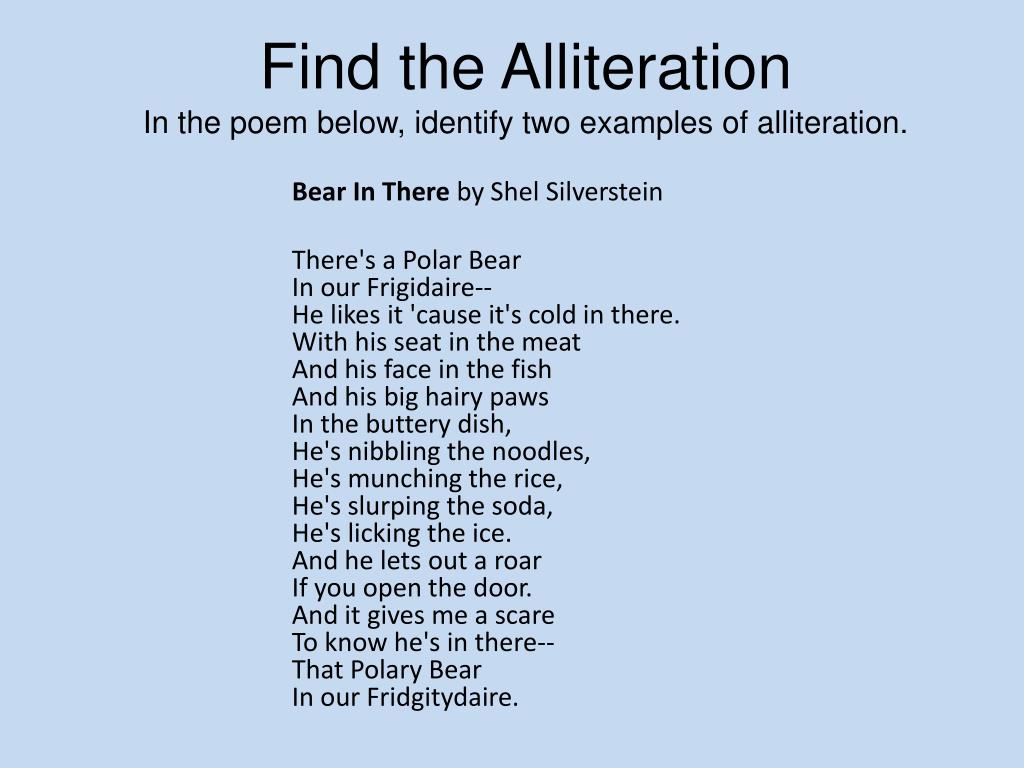 Find the Alliteration
In the poem below, identify two examples of alliteration.
Bear In There by Shel Silverstein
There's a Polar Bear
In our Frigidaire--
He likes it 'cause it's cold in there.
With his seat in the meat
And his face in the fish
And his big hairy paws
In the buttery dish,
He's nibbling the noodles,
He's munching the rice,
He's slurping the soda,
He's licking the ice.
And he lets out a roar
If you open the door.
And it gives me a scare
To know he's in there--
That Polary Bear
In our Fridgitydaire.